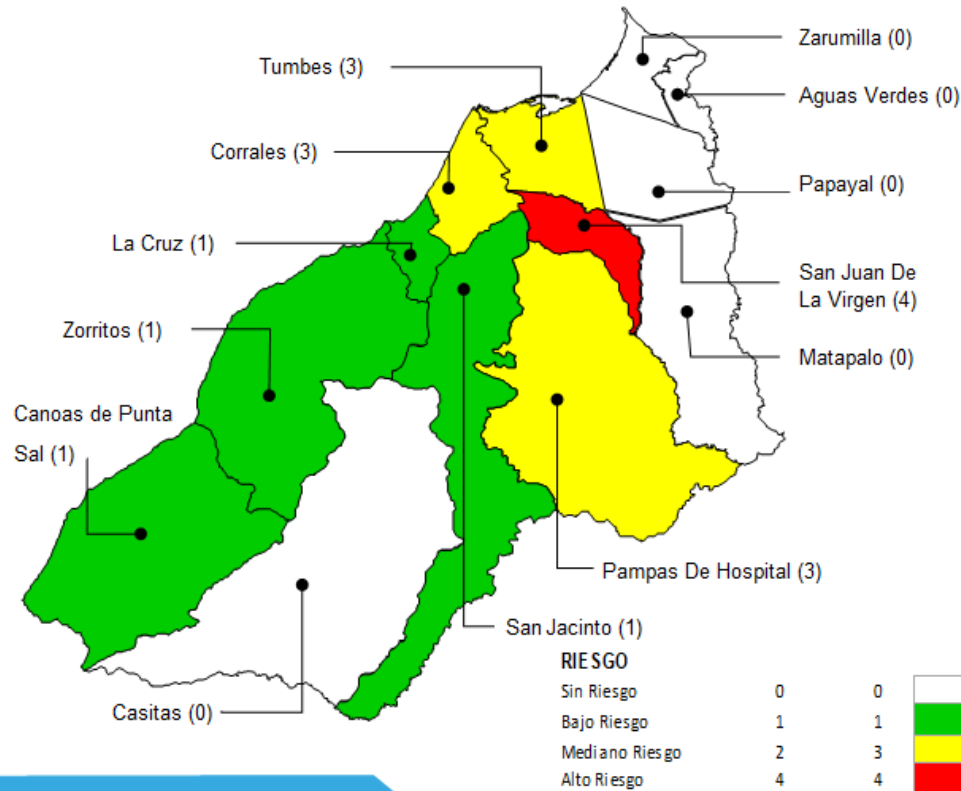 Zarumilla (0)
Tumbes (3)
Aguas Verdes (0)
Corrales (3)
Papayal (0)
La Cruz (1)
San Juan De
La Virgen (4)
Zorritos (1)
Matapalo (0)
Canoas de Punta
Sal (1)
Pampas De Hospital (3)
San Jacinto (1)
Casitas (0)
RIESGO
Sin Riesgo 0 0
Bajo Riesgo 1 1
Mediano Riesgo 2 3
Alto Riesgo 4 4